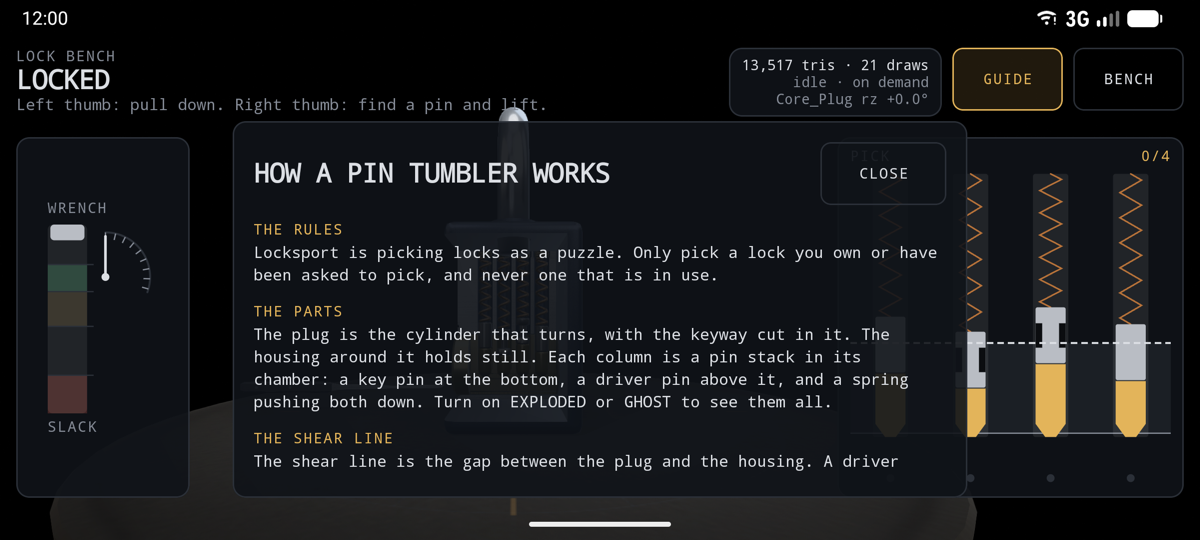 12:00
3G
LOCK BENCH
LOCKED
Left thumb: pull down. Right thumb: find a pin and lift.
13,517 tris · 21 draws
idle · on demand
Core_Plug rz +0.0°
GUIDE
BENCH
WRENCH
SLACK
HOW A PIN TUMBLER WORKS
CLOSE
PICK
0/4
THE RULES
Locksport is picking locks as a puzzle. Only pick a lock you own or have
been asked to pick, and never one that is in use.
THE PARTS
The plug is the cylinder that turns, with the keyway cut in it. The
housing around it holds still. Each column is a pin stack in its
chamber: a key pin at the bottom, a driver pin above it, and a spring
pushing both down. Turn on EXPLODED or GHOST to see them all.
THE SHEAR LINE
The shear line is the gap between the plug and the housing. A driver